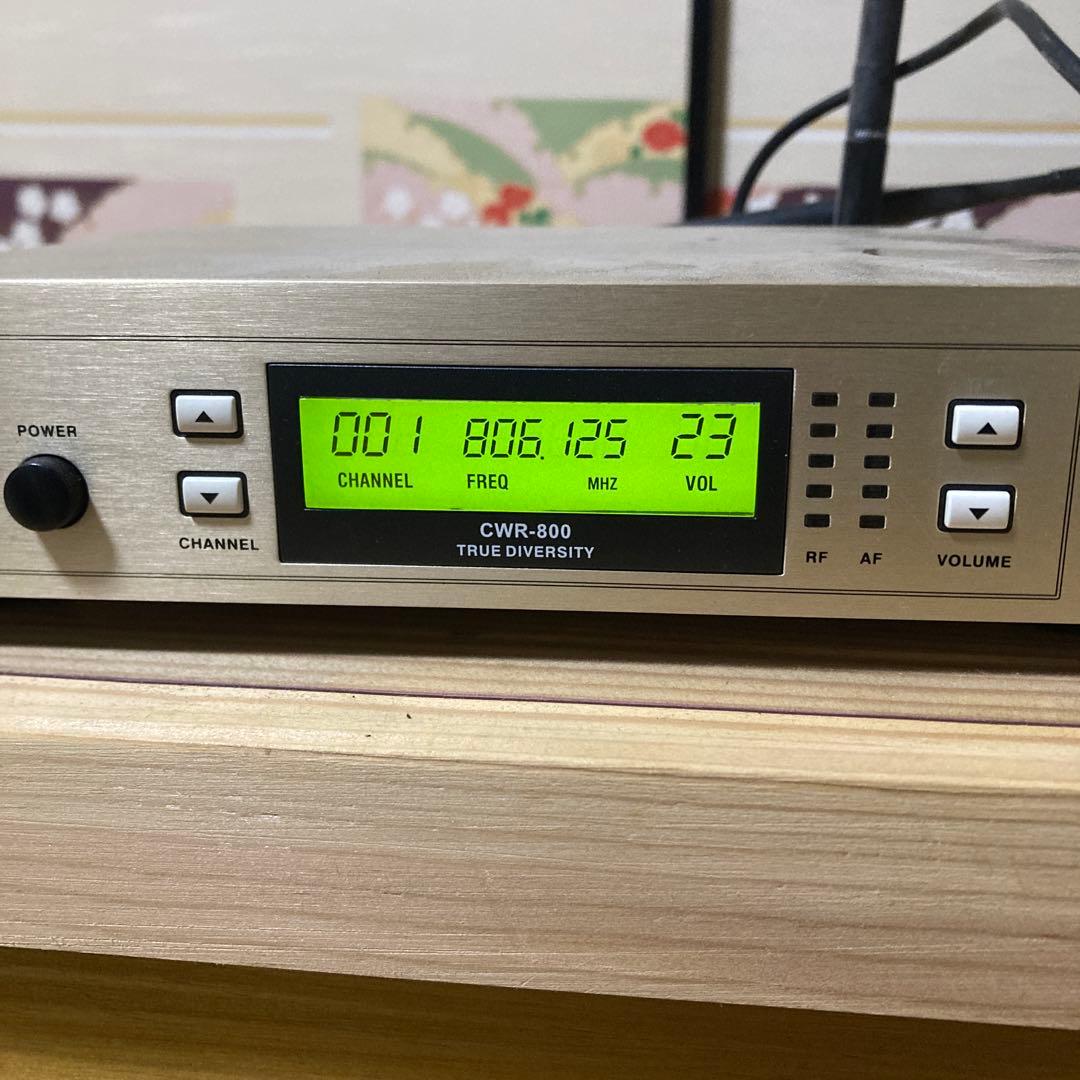 POWER
CHANNEL
001 806.125 23
CHANNEL FREQ MHZ VOL
CWR-800
TRUE DIVERSITY
RF AF
VOLUME